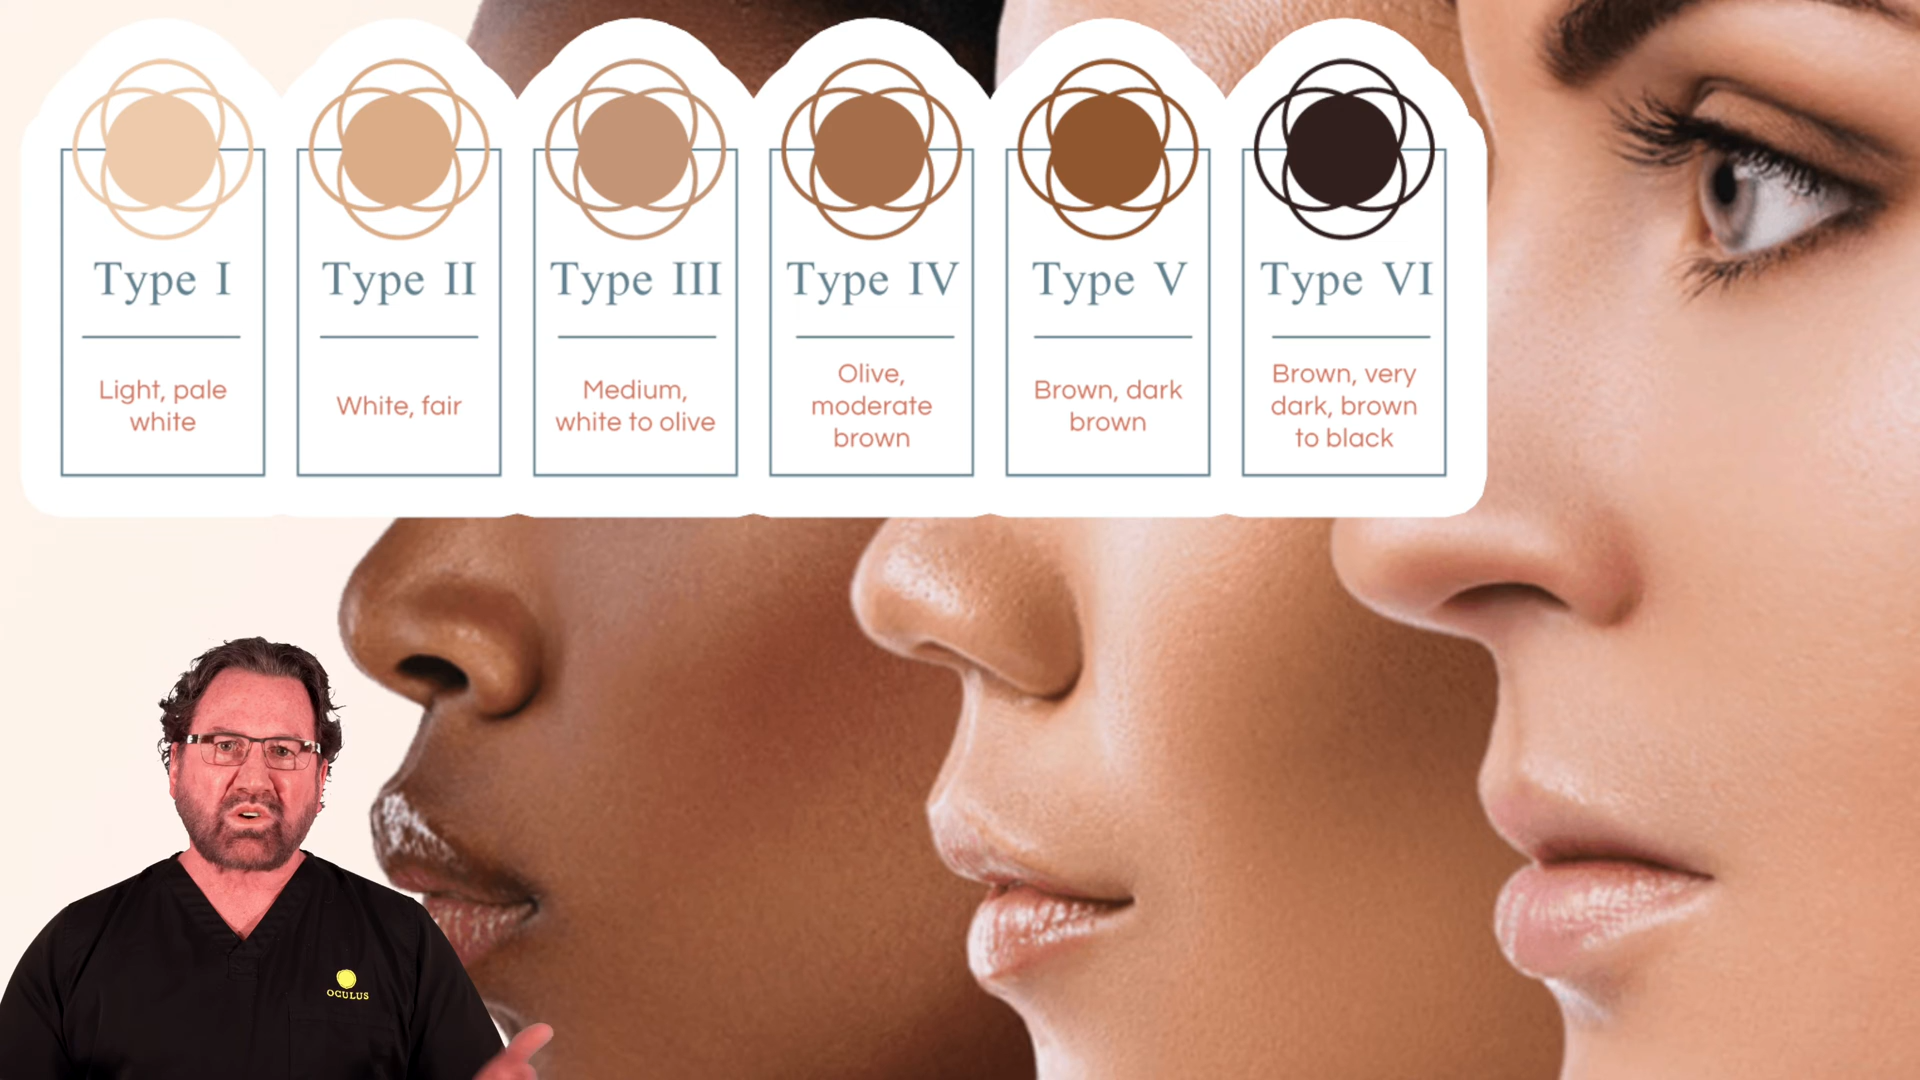 Type I
Light, pale
white
Type II
White, fair
Type III
Medium,
white to olive
Type IV
Olive,
moderate
brown
Type V
Brown, dark
brown
Type VI
Brown, very
dark, brown
to black
OCULUS